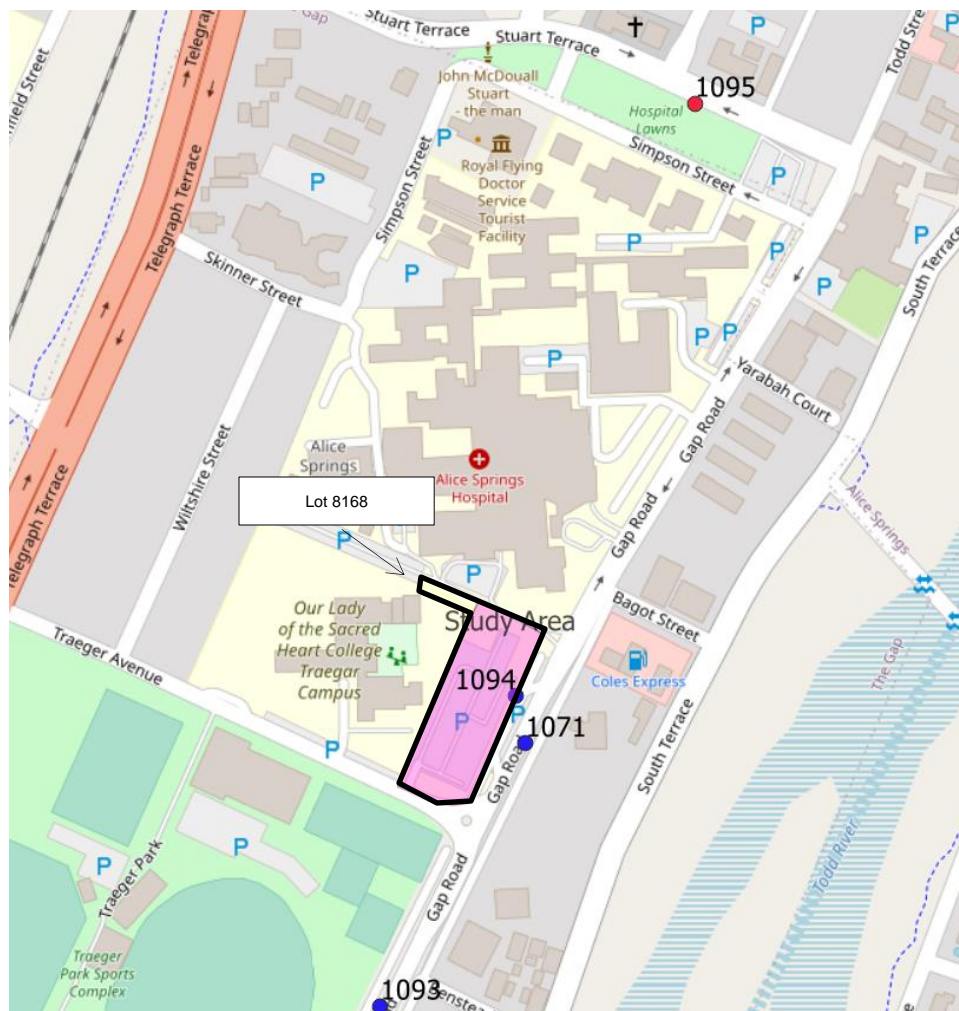 Stuart Terrace
Stuart Terrace
Todd Stre
Telegraph Terrace
Gap
nfield Street
John McDouall
Stuart
- the man
1095
Hospital
Lawns
P
P
P
Simpson Street
Royal Flying
Doctor
Service
Tourist
Facility
P
P
Simpson Street
Telegraph Terrace
P
P
P
South Terrace
Skinner Street
P
P
P
P
P
Yarabah Court
Gap Road
Wiltshire Street
Alice
Springs
Alice Springs
Hospital
Telegraph Terrace
Lot 8168
Alice Springs
P
P
Gap Road
Our Lady
of the Sacred
Heart College
Traegar
Campus
Study Area
Bagot Street
Traeger Avenue
The Gap
1094
Coles Express
P
P
1071
P
Gap Road
South Terrace
P
P
Traeger Park
Gap Road
Todd River
Traeger
Park Sports
Complex
1093